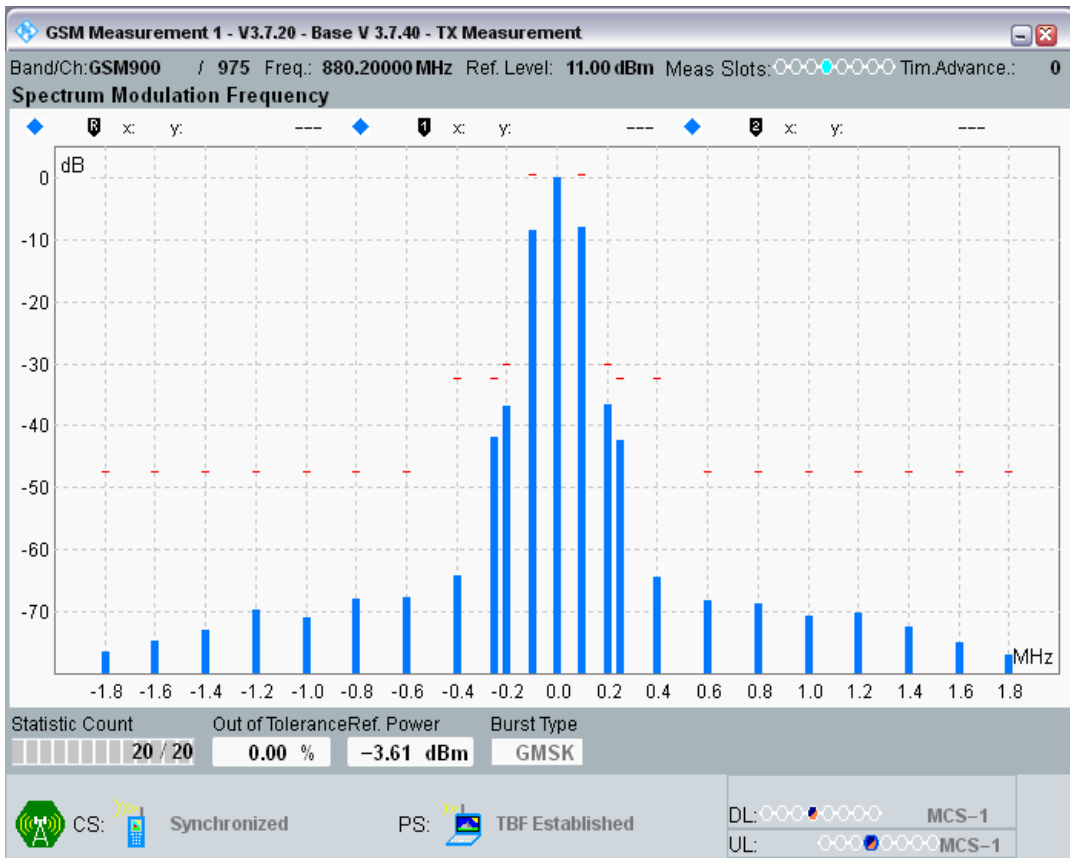 GSM Measurement 1 - V3.7.20 - Base V 3.7.40 - TX Measurement
Band/Ch:GSM900 / 975 Freq.: 880.20000 MHz Ref. Level: 11.00 dBm Meas Slots: Tim.Advance.: 0
Spectrum Modulation Frequency
R x: y: --- 1 x: y: --- 2 x: y: ---
dB
0
-10
-20
-30
-40
-50
-60
-70
MHz
-1.8 -1.6 -1.4 -1.2 -1.0 -0.8 -0.6 -0.4 -0.2 0.0 0.2 0.4 0.6 0.8 1.0 1.2 1.4 1.6 1.8
Statistic Count Out of Tolerance Ref. Power Burst Type
20 / 20 0.00 % -3.61 dBm GMSK
CS: Synchronized PS: TBF Established
DL: MCS-1
UL: MCS-1